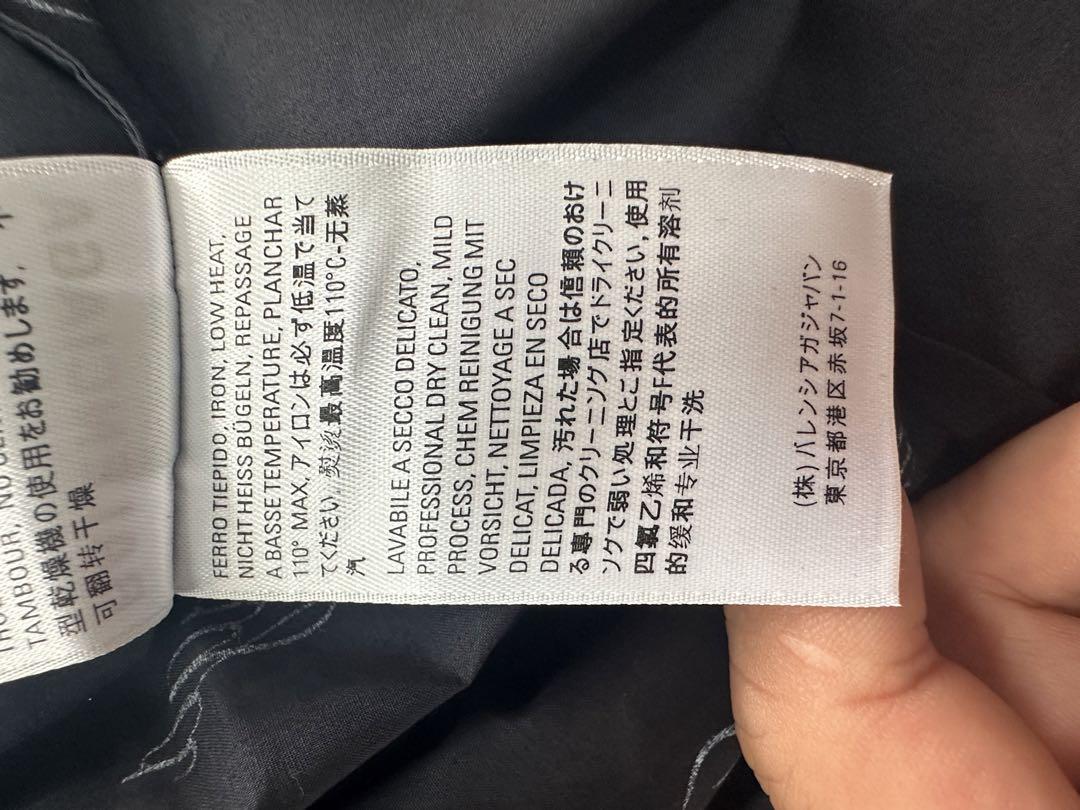 TAMBOUR,
型乾燥機の使用をお勧めします,
可翻转干燥
FERRO TIEPIDO, IRON, LOW HEAT,
NICHT HEISS BÜGELN, REPASSAGE
A BASSE TEMPERATURE, PLANCHAR
110° MAX, アイロンは必ず低温で当て
てください, 熨烫最高温度110°C-无蒸
汽
LAVABILE A SECCO DELICATO,
PROFESSIONAL DRY CLEAN, MILD
PROCESS, CHEM REINIGUNG MIT
VORSICHT, NETTOYAGE A SEC
DELICAT, LIMPIEZA EN SECO
DELICADA, 汚れた場合は信頼のおけ
る専門のクリーニング店でドライクリーニ
ングで弱い処理とご指定ください, 使用
四氯乙烯和符号F代表的所有溶剂
的缓和专业干洗
(株)バレンシアガジャパン
東京都港区赤坂7-1-16